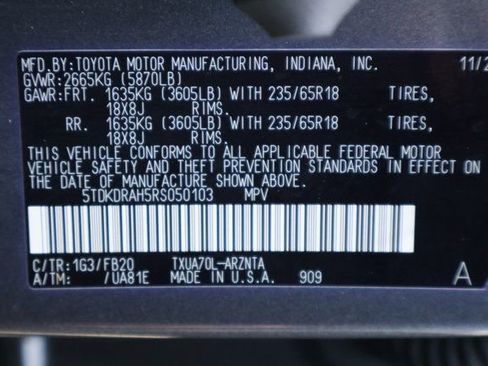 MFD.BY:TOYOTA MOTOR MANUFACTURING, INDIANA, INC. 11/2
GVWR:2665KG (5870LB)
GAWR:FRT. 1635KG (3605LB) WITH 235/65R18 TIRES,
18X8J RIMS.
RR. 1635KG (3605LB) WITH 235/65R18 TIRES,
18X8J RIMS.
THIS VEHICLE CONFORMS TO ALL APPLICABLE FEDERAL MOTOR
VEHICLE SAFETY AND THEFT PREVENTION STANDARDS IN EFFECT
ON THE DATE OF MANUFACTURE SHOWN ABOVE.
5TDKDRAH5RS050103 MPV
C/TR:1G3/FB20 TXUA70L-ARZNTA
A/TM: /UA81E MADE IN U.S.A. 909 A